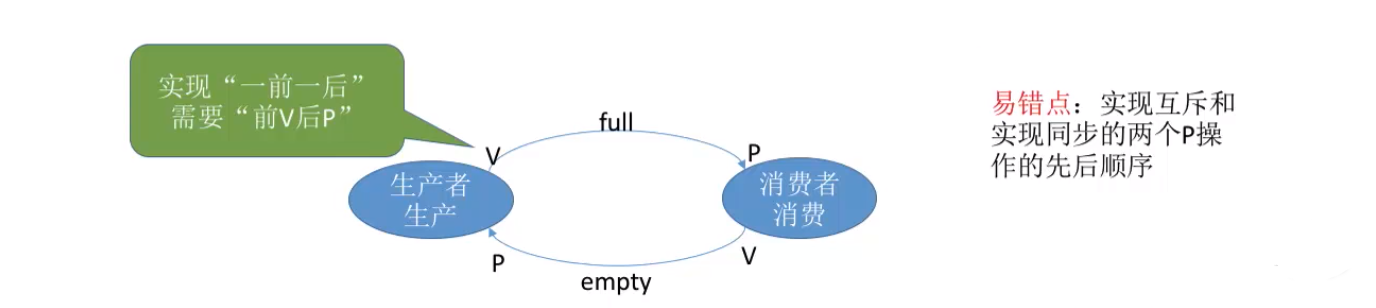 实现“一前一后”
需要“前V后P”
full
V
P
生产者
生产
消费者
消费
P
V
empty
易错点：实现互斥和
实现同步的两个P操
作的先后顺序